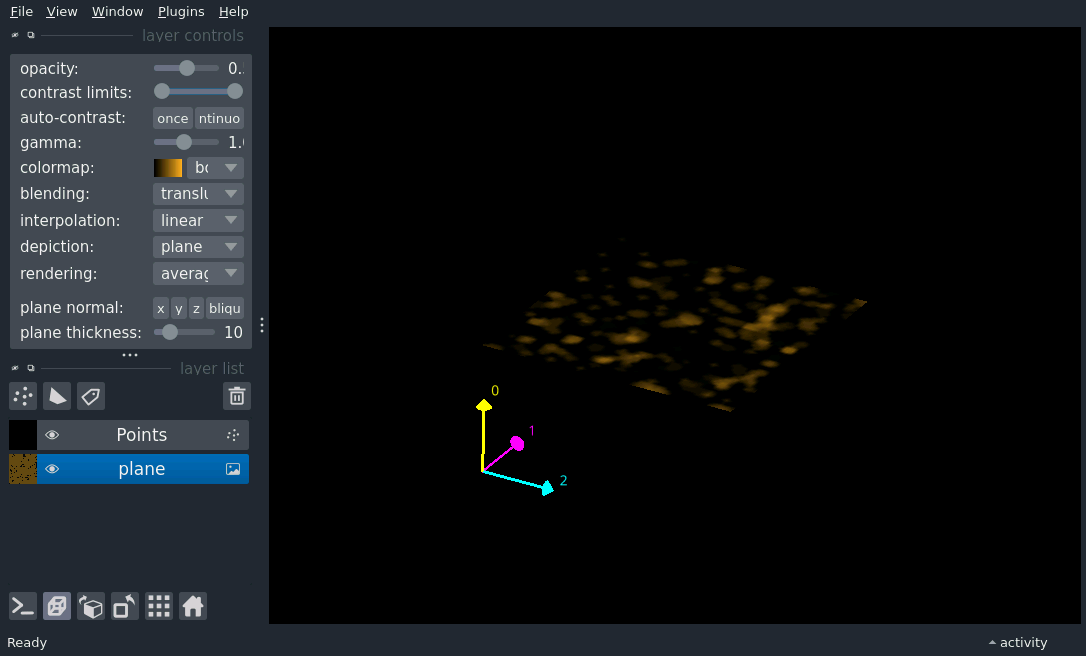 File View Window Plugins Help
layer controls
opacity: 0.
contrast limits:
auto-contrast: once ntinuo
gamma: 1.
colormap: bo
blending: translu
interpolation: linear
depiction: plane
rendering: averag
plane normal: x y z bliqu
plane thickness: 10
layer list
Points
plane
0
1
2
Ready
activity